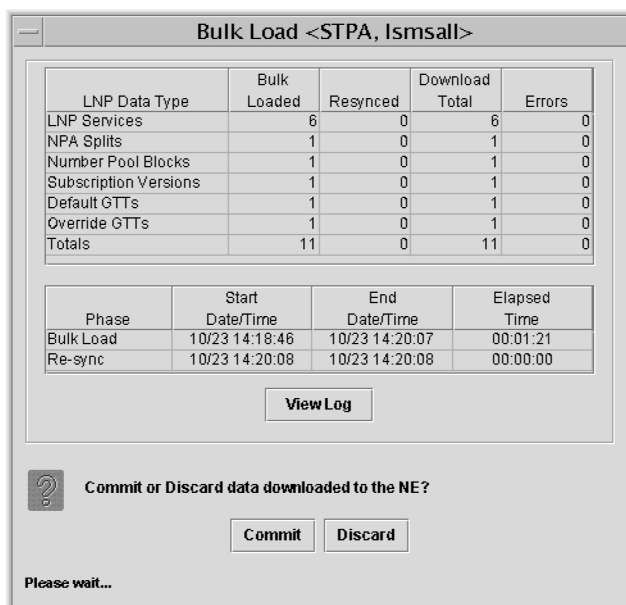 Bulk Load <STPA, lsmsall>
LNP Data Type Bulk Loaded Resynced Download Total Errors
LNP Services 6 0 6 0
NPA Splits 1 0 1 0
Number Pool Blocks 1 0 1 0
Subscription Versions 1 0 1 0
Default GTTs 1 0 1 0
Override GTTs 1 0 1 0
Totals 11 0 11 0
Phase Start Date/Time End Date/Time Elapsed Time
Bulk Load 10/23 14:18:46 10/23 14:20:07 00:01:21
Re-sync 10/23 14:20:08 10/23 14:20:08 00:00:00
View Log
Commit or Discard data downloaded to the NE?
Commit Discard
Please wait...